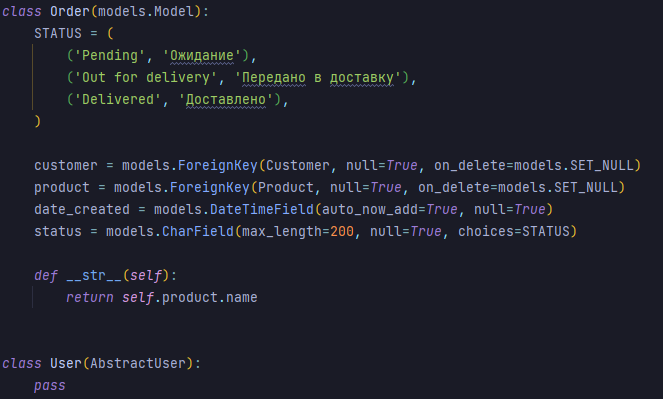 class Order(models.Model):
    STATUS = (
        ('Pending', 'Ожидание'),
        ('Out for delivery', 'Передано в доставку'),
        ('Delivered', 'Доставлено'),
    )
    customer = models.ForeignKey(Customer, null=True, on_delete=models.SET_NULL)
    product = models.ForeignKey(Product, null=True, on_delete=models.SET_NULL)
    date_created = models.DateTimeField(auto_now_add=True, null=True)
    status = models.CharField(max_length=200, null=True, choices=STATUS)
    def __str__(self):
        return self.product.name
class User(AbstractUser):
    pass